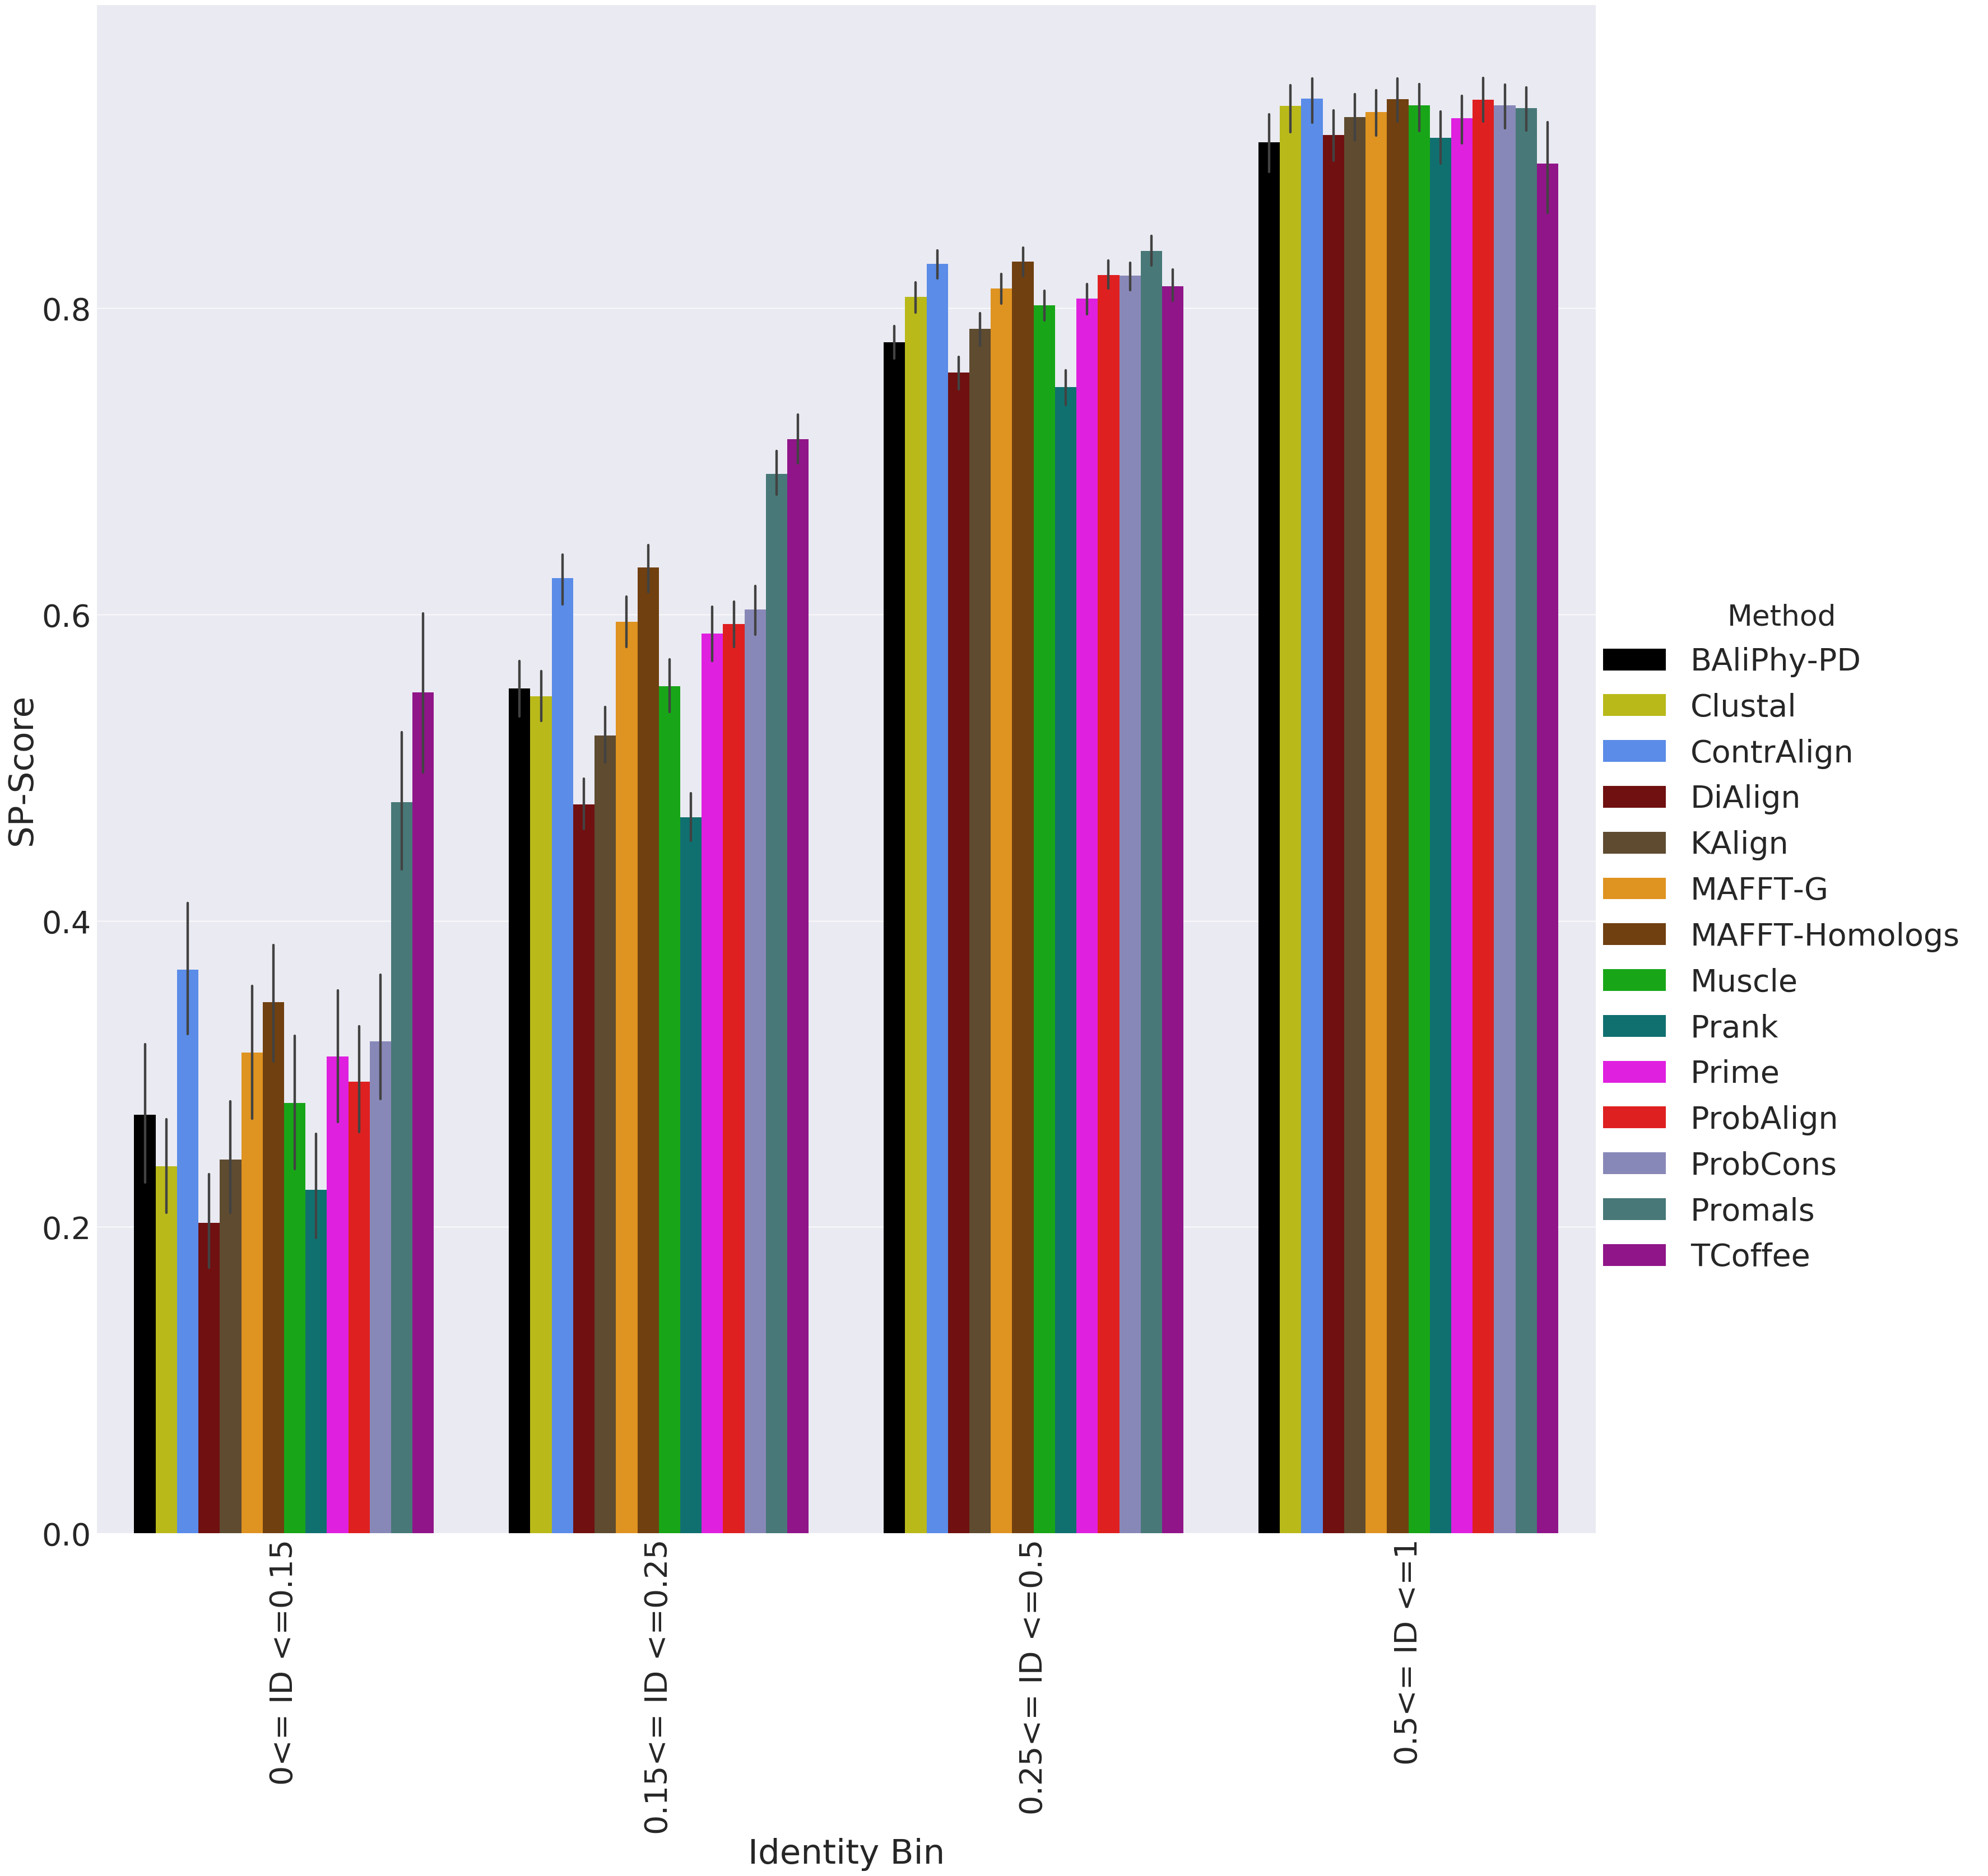 SP-Score
0.8
0.6
0.4
0.2
0.0
0<= ID <=0.15
0.15<= ID <=0.25
0.25<= ID <=0.5
0.5<= ID <=1
Identity Bin
Method
BAliPhy-PD
Clustal
ContrAlign
DiAlign
KAlign
MAFFT-G
MAFFT-Homologs
Muscle
Prank
Prime
ProbAlign
ProbCons
Promals
TCoffee